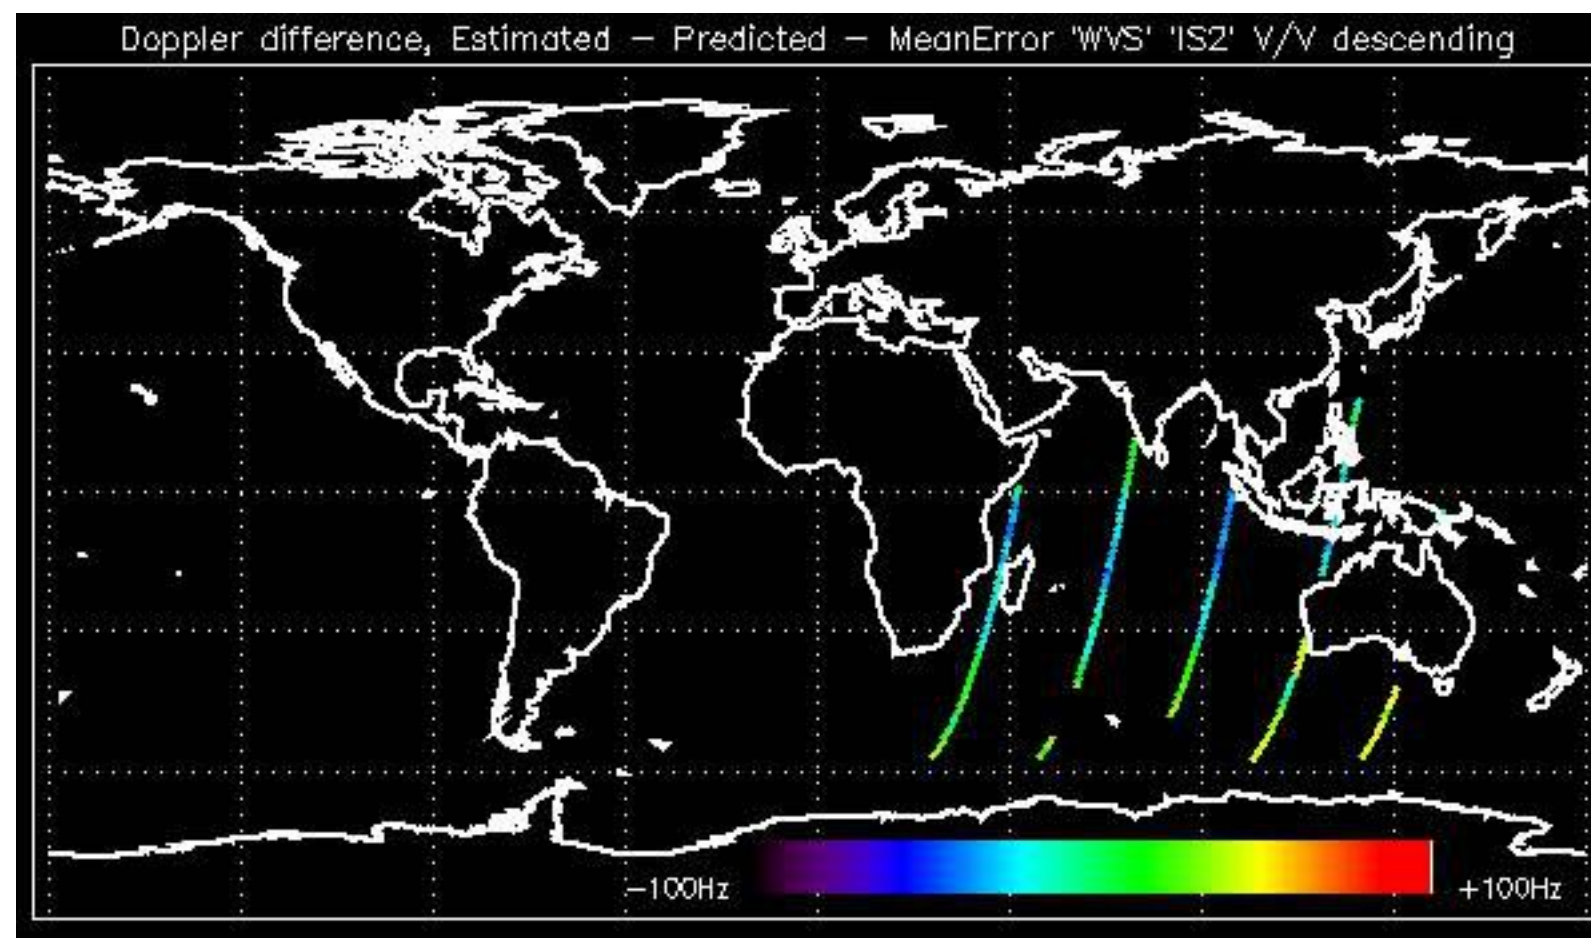 Doppler difference, Estimated − Predicted − MeanError 'WVS' 'IS2' V/V descending
−100Hz
+100Hz